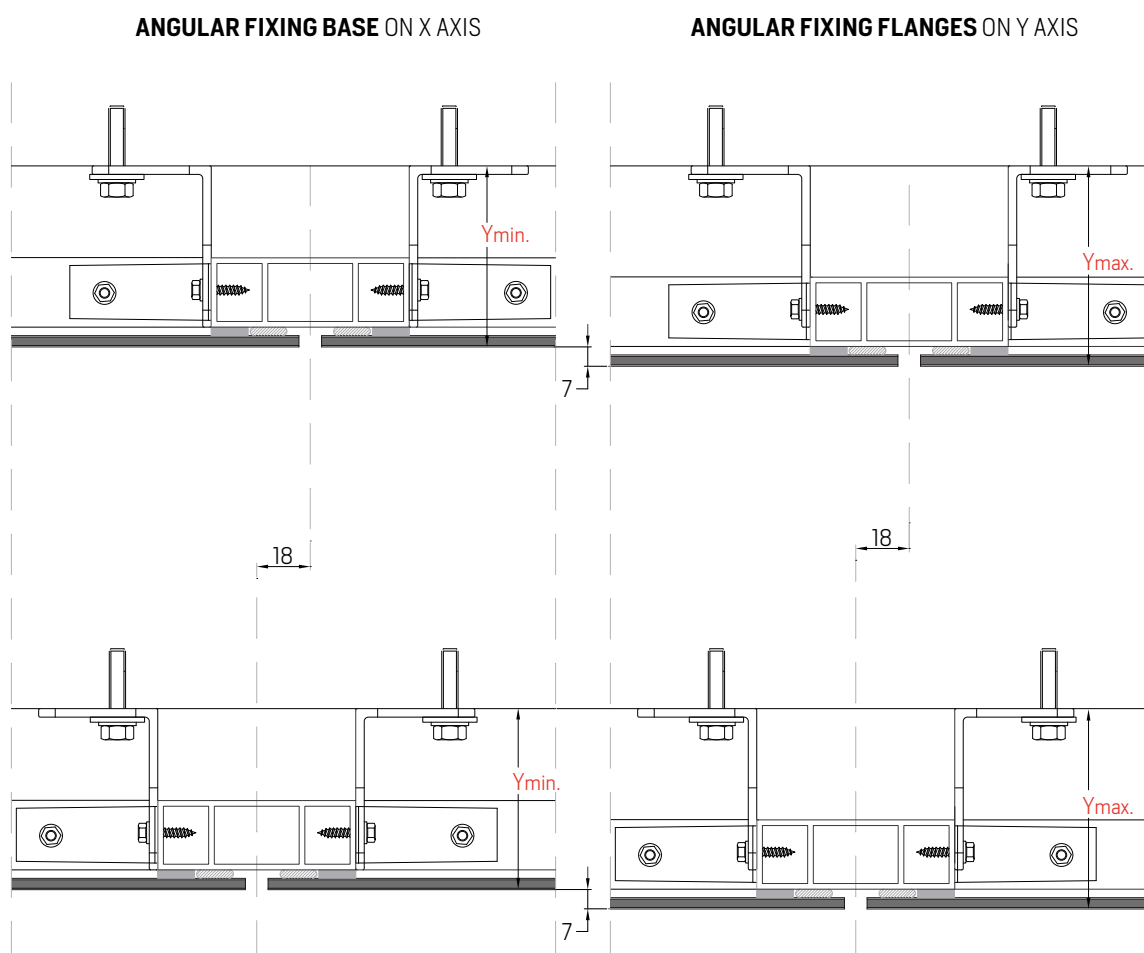 ANGULAR FIXING BASE ON X AXIS
ANGULAR FIXING FLANGES ON Y AXIS
Ymin.
Ymax.
7
18
18
Ymin.
Ymax.
7